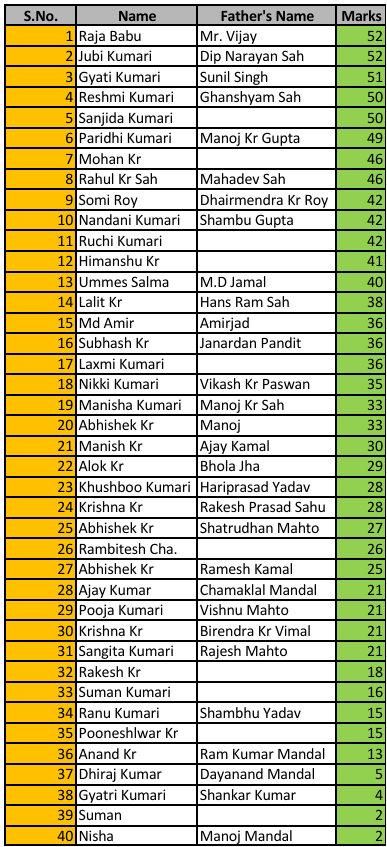 S.No. Name Father's Name Marks
1 Raja Babu Mr. Vijay 52
2 Jubi Kumari Dip Narayan Sah 52
3 Gyati Kumari Sunil Singh 51
4 Reshmi Kumari Ghanshyam Sah 50
5 Sanjida Kumari 50
6 Paridhi Kumari Manoj Kr Gupta 49
7 Mohan Kr 46
8 Rahul Kr Sah Mahadev Sah 46
9 Somi Roy Dhairmendra Kr Roy 42
10 Nandani Kumari Shambu Gupta 42
11 Ruchi Kumari 42
12 Himanshu Kr 41
13 Ummes Salma M.D Jamal 40
14 Lalit Kr Hans Ram Sah 38
15 Md Amir Amirjad 36
16 Subhash Kr Janardan Pandit 36
17 Laxmi Kumari 36
18 Nikki Kumari Vikash Kr Paswan 35
19 Manisha Kumari Manoj Kr Sah 33
20 Abhishek Kr Manoj 33
21 Manish Kr Ajay Kamal 30
22 Alok Kr Bhola Jha 29
23 Khushboo Kumari Hariprasad Yadav 28
24 Krishna Kr Rakesh Prasad Sahu 28
25 Abhishek Kr Shatrudhan Mahto 27
26 Rambitesh Cha. 26
27 Abhishek Kr Ramesh Kamal 25
28 Ajay Kumar Chamaklal Mandal 21
29 Pooja Kumari Vishnu Mahto 21
30 Krishna Kr Birendra Kr Vimal 21
31 Sangita Kumari Rajesh Mahto 21
32 Rakesh Kr 18
33 Suman Kumari 16
34 Ranu Kumari Shambhu Yadav 15
35 Pooneshlwar Kr 15
36 Anand Kr Ram Kumar Mandal 13
37 Dhiraj Kumar Dayanand Mandal 5
38 Gyatri Kumari Shankar Kumar 4
39 Suman 2
40 Nisha Manoj Mandal 2